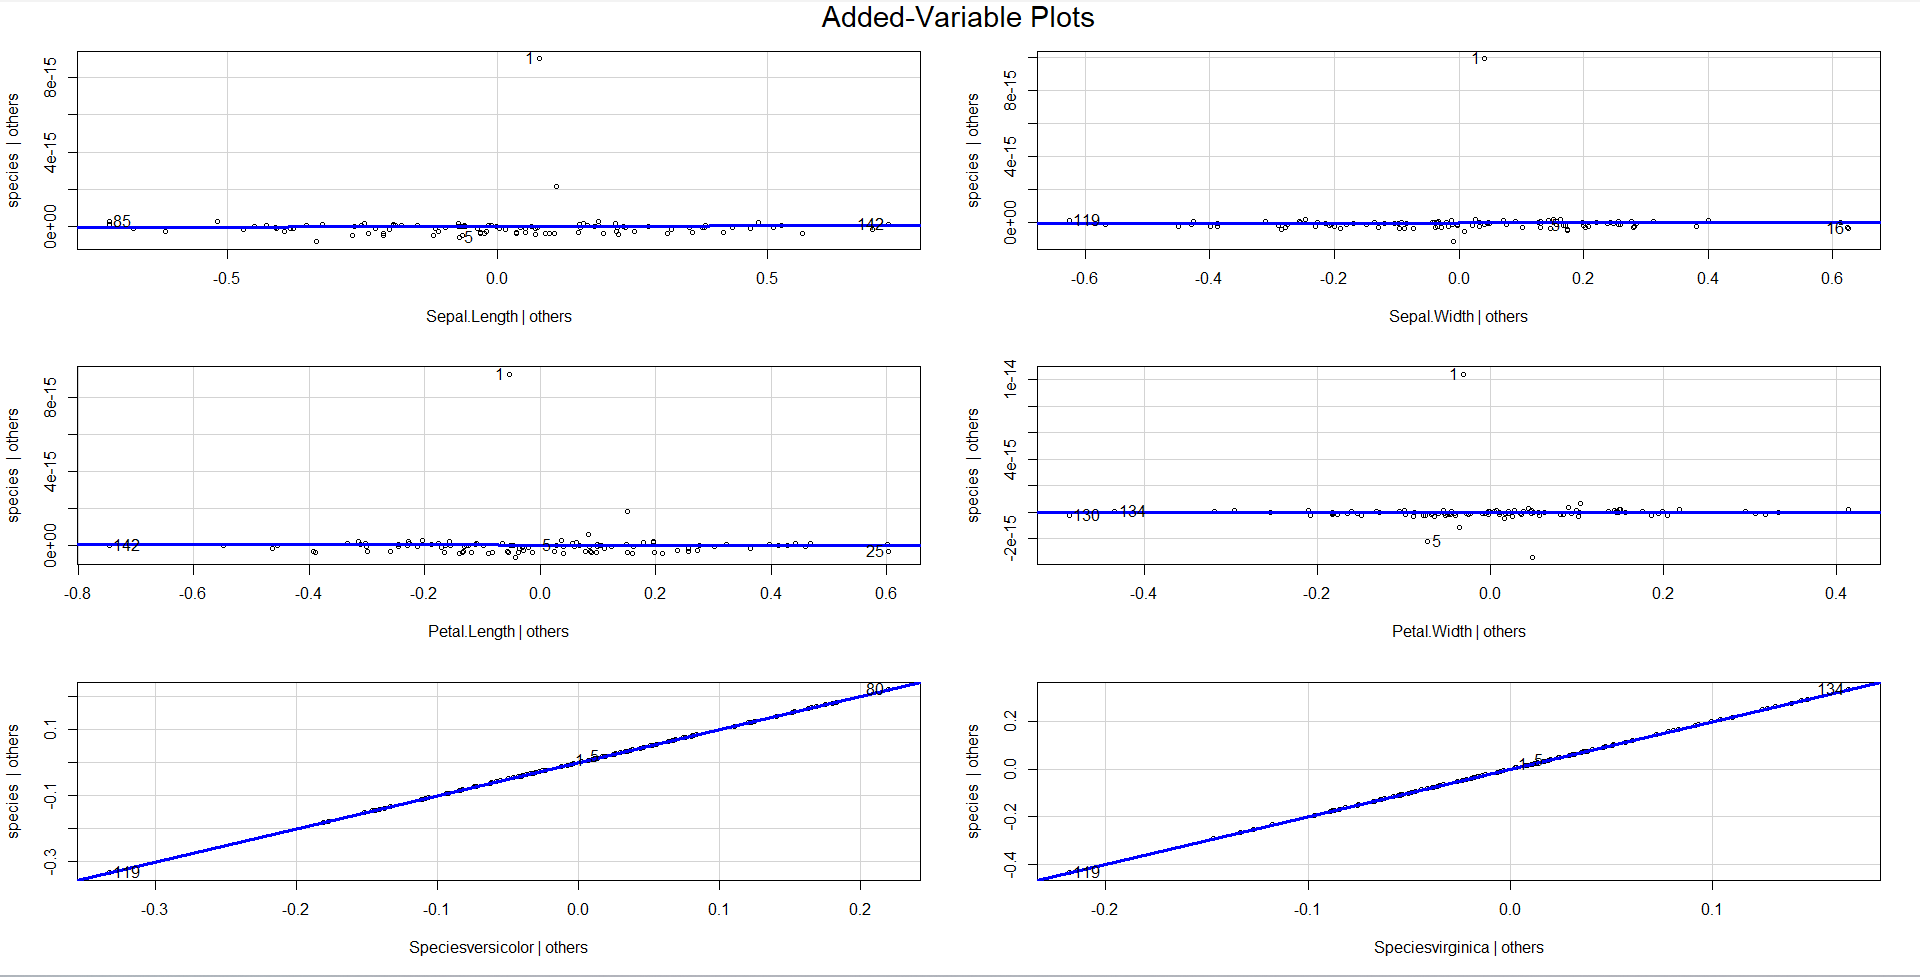 Added-Variable Plots
species | others
8e-15
4e-15
0e+00
1
85
5
142
-0.5
0.0
0.5
Sepal.Length | others
species | others
8e-15
4e-15
0e+00
1
119
16
-0.6
-0.4
-0.2
0.0
0.2
0.4
0.6
Sepal.Width | others
species | others
8e-15
4e-15
0e+00
1
142
5
25
-0.8
-0.6
-0.4
-0.2
0.0
0.2
0.4
0.6
Petal.Length | others
species | others
1e-14
4e-15
-2e-15
1
130
134
5
-0.4
-0.2
0.0
0.2
0.4
Petal.Width | others
species | others
0.1
-0.1
-0.3
80
1
5
119
-0.3
-0.2
-0.1
0.0
0.1
0.2
Speciesversicolor | others
species | others
0.2
0.0
-0.2
-0.4
134
1
5
119
-0.2
-0.1
0.0
0.1
Speciesvirginica | others